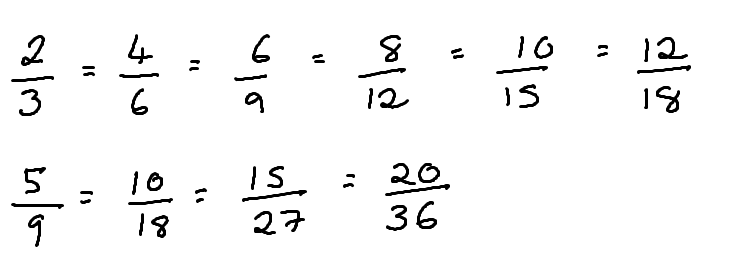 2/3 = 4/6 = 6/9 = 8/12 = 10/15 = 12/18
5/9 = 10/18 = 15/27 = 20/36